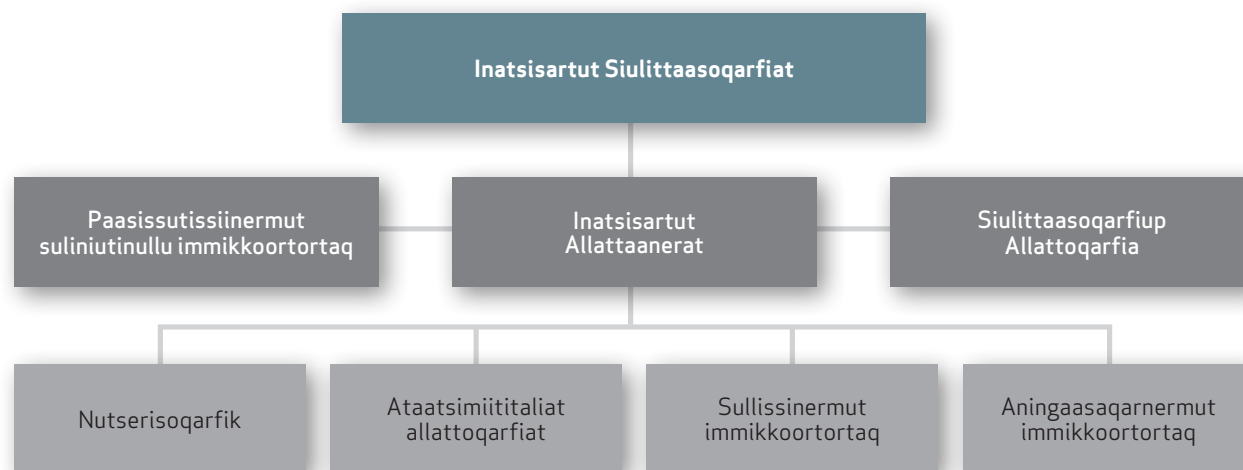 Inatsisartut Siulittaasoqarfiat
Paasissutissiinermut
suliniutinullu immikkoortortaq
Inatsisartut
Allattaanerat
Siulittaasoqarfiup
Allattoqarfia
Nutserisoqarfik
Ataatsimiititaliat
allattoqarfiat
Sullissinermut
immikkoortortaq
Aningaasaqarnermut
immikkoortortaq